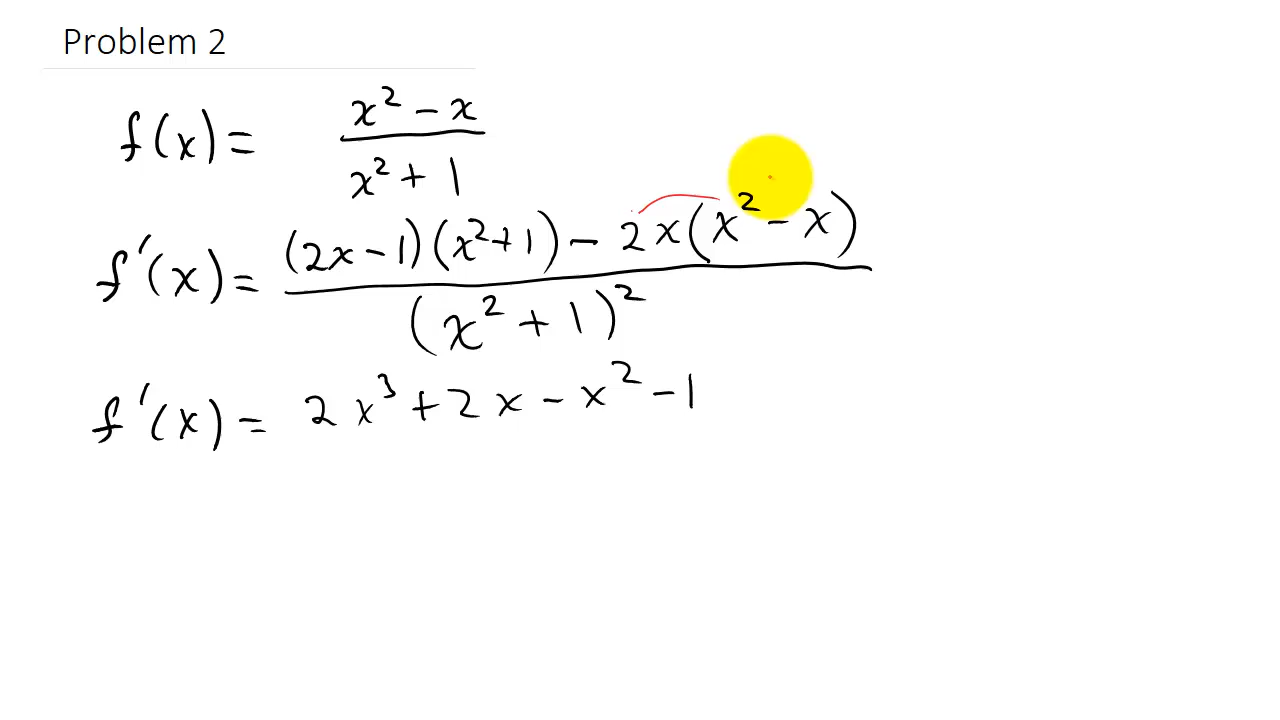 Problem 2
f(x) = (x² - x)/(x² + 1)
f'(x) = ((2x - 1)(x² + 1) - 2x(x² - x))/(x² + 1)²
f'(x) = 2x³ + 2x - x² - 1